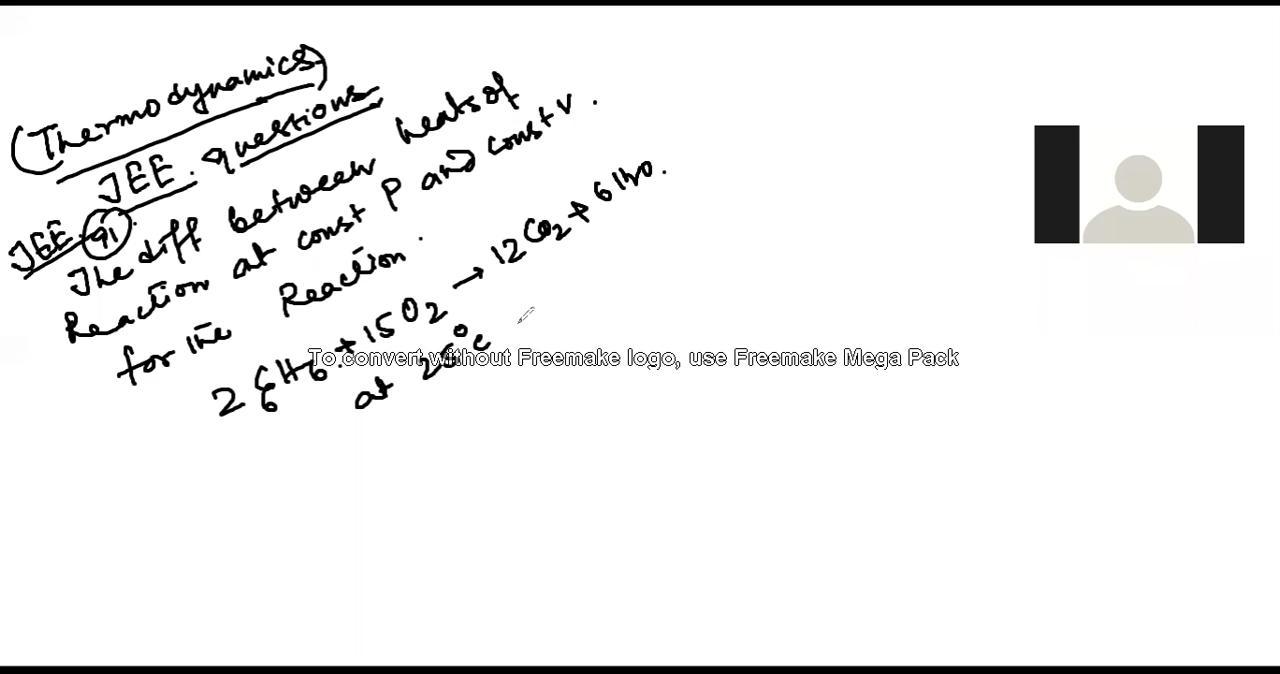 (Thermodynamics)
JEE. questions
JEE-91.
The diff between heats of
Reaction at const P and const V.
for the Reaction.
2 C6H6 + 15 O2 → 12 CO2 + 6 H2O.
at 25°C
To convert without Freemake logo, use Freemake Mega Pack